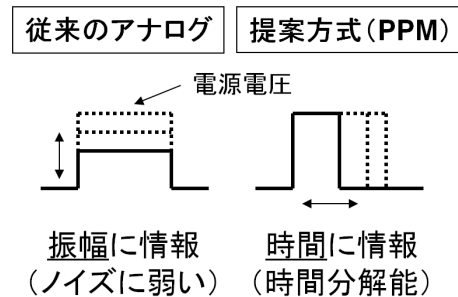 従来のアナログ
提案方式(PPM)
電源電圧
振幅に情報
(ノイズに弱い)
時間に情報
(時間分解能)